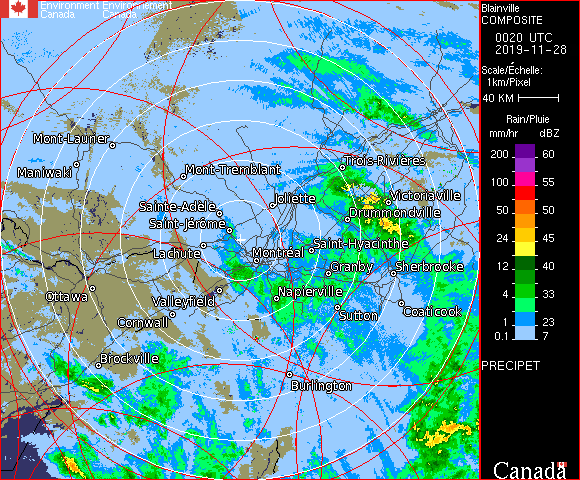 Environment Environnement
Canada Canada
Blainville
COMPOSITE
0020 UTC
2019-11-28
Scale/Échelle:
1km/Pixel
40 KM
Rain/Pluie
mm/hr dBZ
200 60
100 55
50 50
24 45
12 40
4 33
1 23
0.1 7
PRECIPET
Canada
Mont-Laurier
Maniwaki
Mont-Tremblant
Trois-Rivières
Sainte-Adèle
Joliette
Victoriaville
Saint-Jérôme
Drummondville
Lachute
Montréal
Saint-Hyacinthe
Granby
Sherbrooke
Ottawa
Valleyfield
Napierville
Cornwall
Sutton
Coaticook
Brockville
Burlington